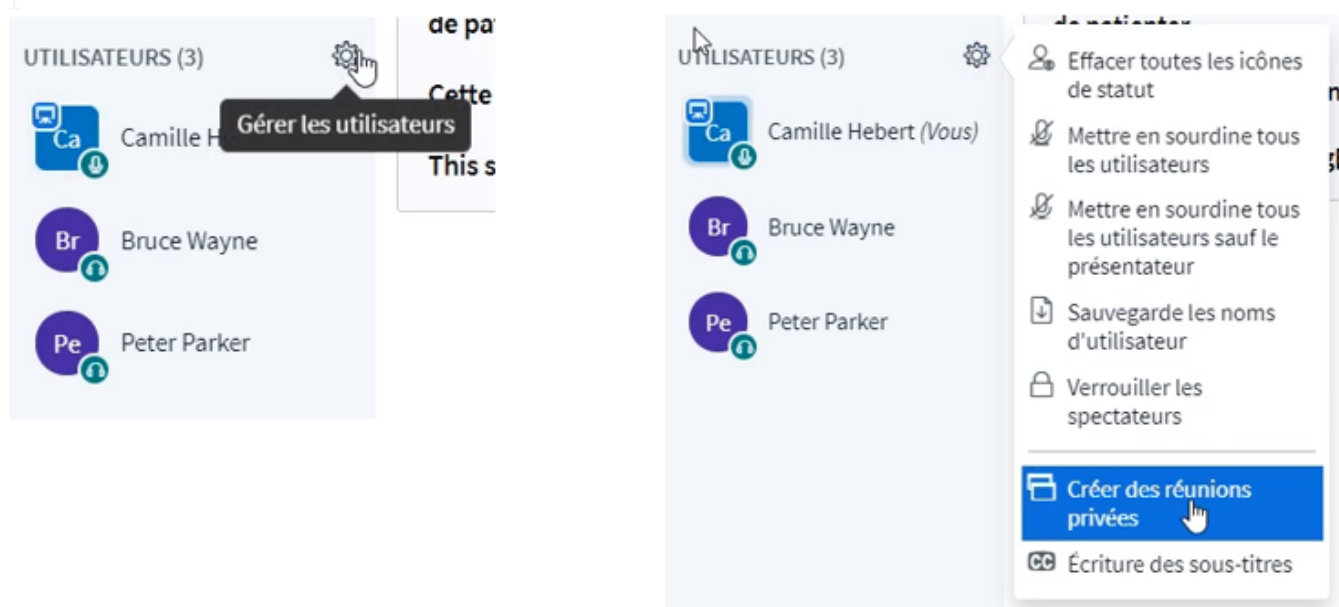 de pa
UTILISATEURS (3)
Cette
Gérer les utilisateurs
Ca
Camille H
This s
Br
Bruce Wayne
Pe
Peter Parker
de patienter
UTILISATEURS (3)
Ca
Camille Hebert (Vous)
Br
Bruce Wayne
Pe
Peter Parker
Effacer toutes les icônes
de statut
Mettre en sourdine tous
les utilisateurs
Mettre en sourdine tous
les utilisateurs sauf le
présentateur
Sauvegarde les noms
d'utilisateur
Verrouiller les
spectateurs
Créer des réunions
privées
CC Écriture des sous-titres